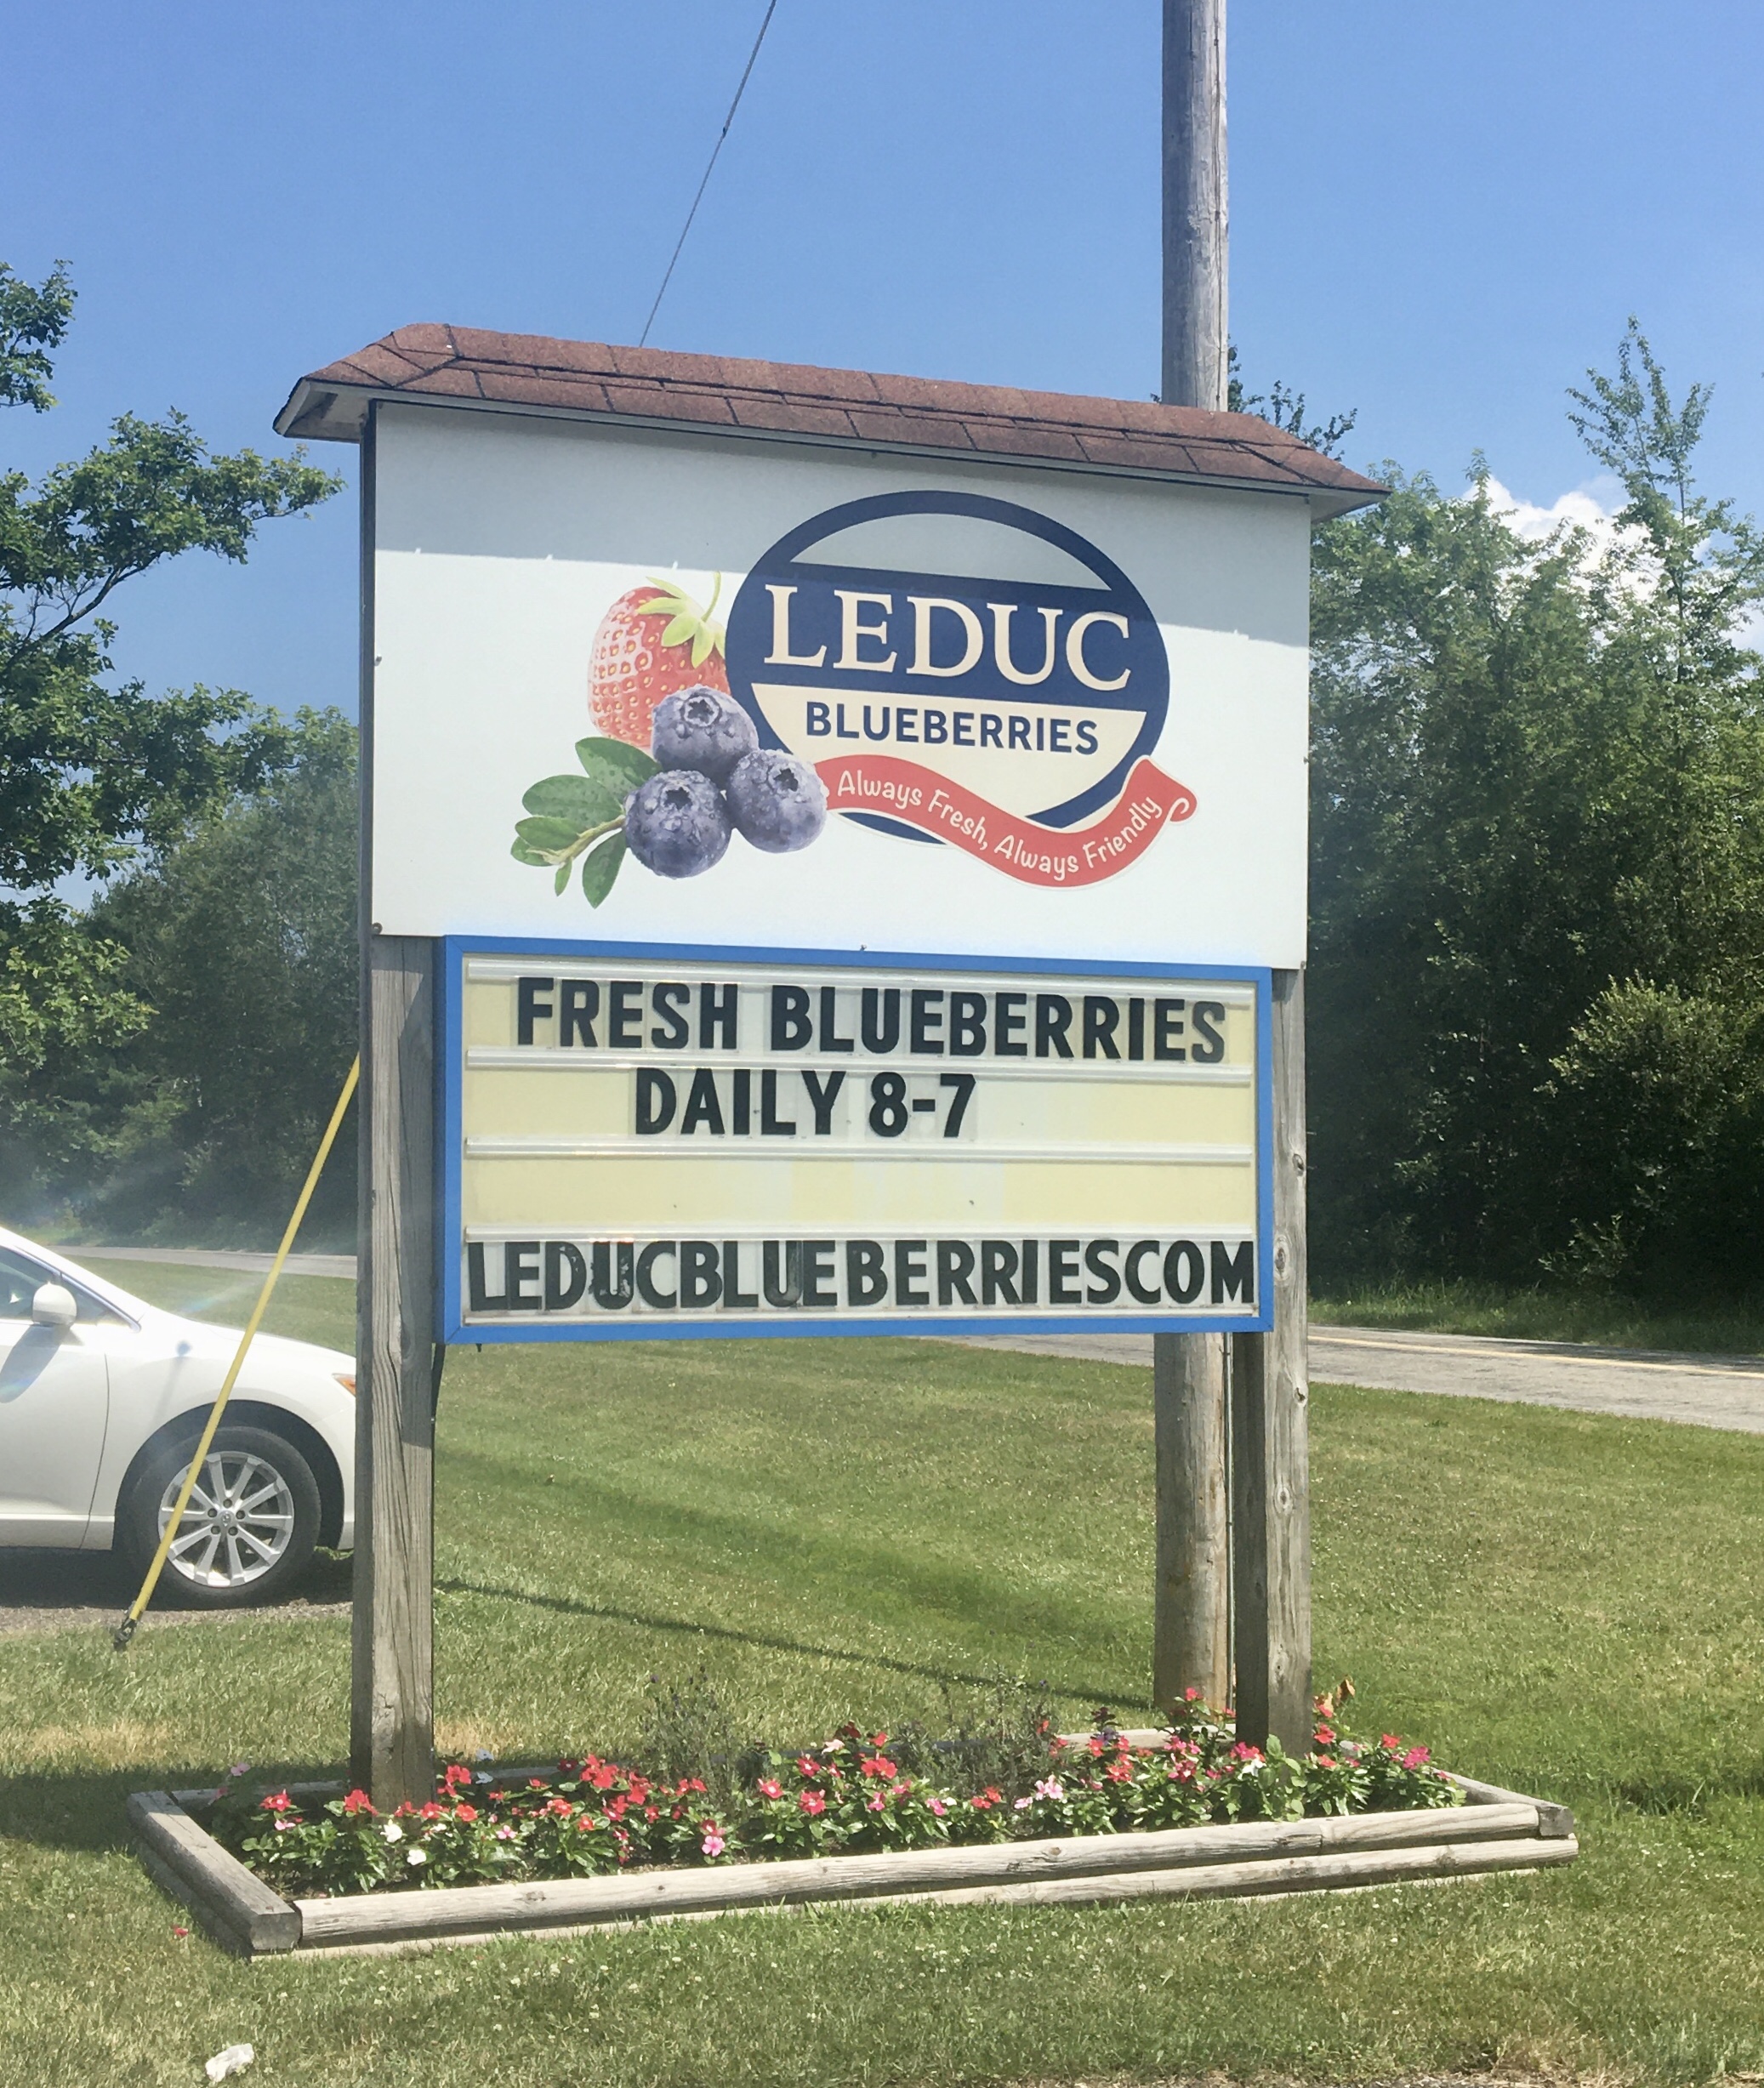 LEDUC
BLUEBERRIES
Always Fresh, Always Friendly
FRESH BLUEBERRIES
DAILY 8-7
LEDUCBLUEBERRIESCOM